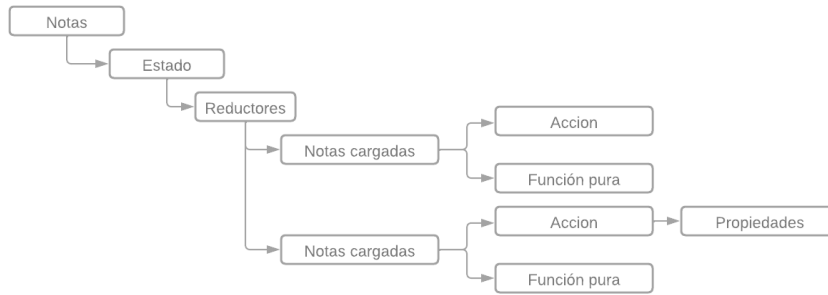 Notas
Estado
Reductores
Notas cargadas
Accion
Función pura
Notas cargadas
Accion
Propiedades
Función pura